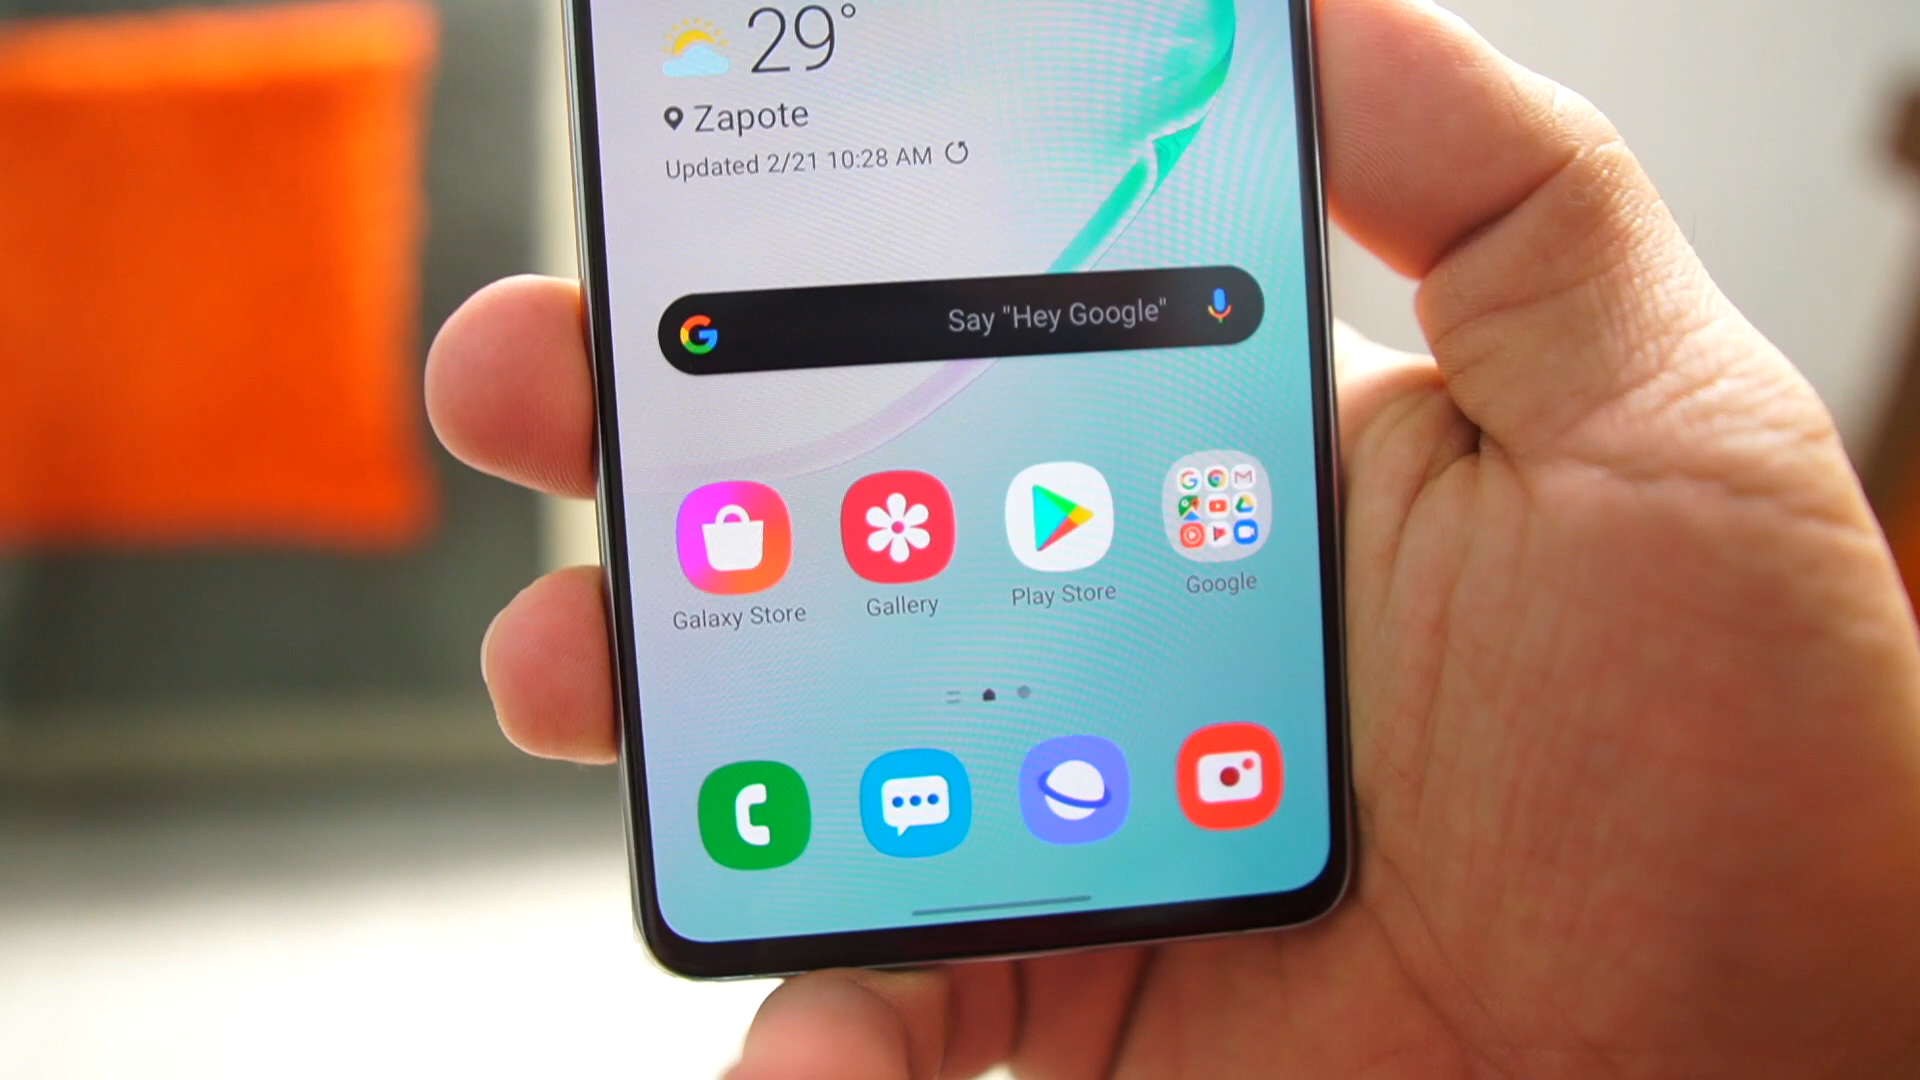 29°
Zapote
Updated 2/21 10:28 AM
Say "Hey Google"
Galaxy Store
Gallery
Play Store
Google